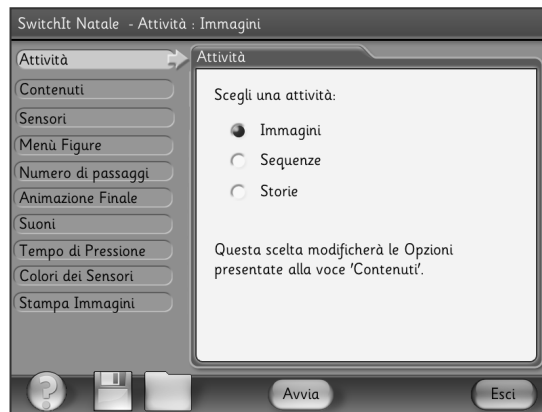 SwitchIt Natale - Attività : Immagini
Attività
Contenuti
Sensori
Menù Figure
Numero di passaggi
Animazione Finale
Suoni
Tempo di Pressione
Colori dei Sensori
Stampa Immagini
Attività
Scegli una attività:
Immagini
Sequenze
Storie
Questa scelta modificherà le Opzioni
presentate alla voce 'Contenuti'.
?
Avvia
Esci